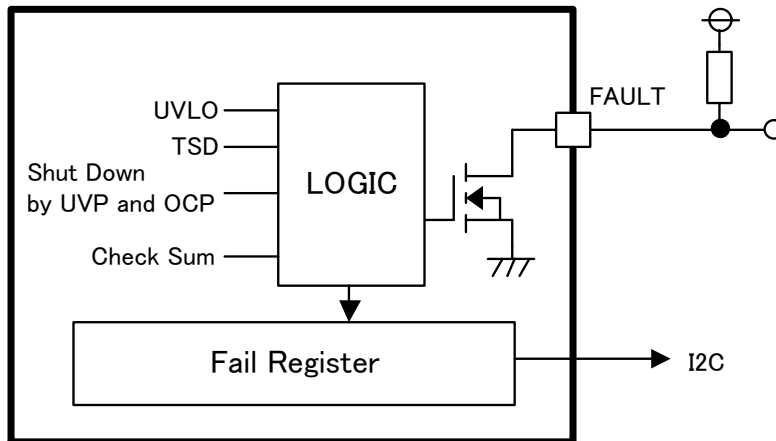 UVLO
TSD
Shut Down
by UVP and OCP
Check Sum
LOGIC
FAULT
Fail Register
I2C